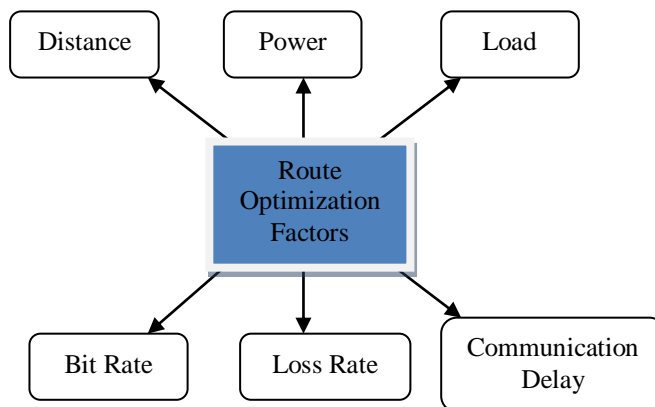 Distance
Power
Load
Route
Optimization
Factors
Bit Rate
Loss Rate
Communication
Delay